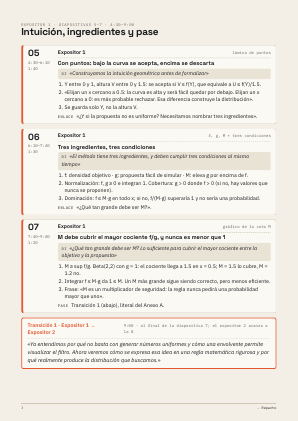 EXPOSITOR 1 · DIAPOSITIVAS 5–7 · 4:30–9:00
Intuición, ingredientes y pase
05
4:30–6:10
1:40
Expositor 1
lámina de puntos
Con puntos: bajo la curva se acepta, encima se descarta
«Construyamos la intuición geométrica antes de formalizar»
1. Y entre 0 y 1, altura V entre 0 y 1.5: se acepta si V ≤ f(Y), que equivale a U ≤ f(Y)/1.5.
2. «Elijan un x cercano a 0.5: la curva es alta y será fácil quedar por debajo. Elijan un x
cercano a 0: es más probable rechazar. Esa diferencia construye la distribución».
3. Se guarda solo Y, no la altura V.
ENLACE «¿Y si la propuesta no es uniforme? Necesitamos nombrar tres ingredientes».
06
6:10–7:40
1:30
Expositor 1
f, g, M + tres condiciones
Tres ingredientes, tres condiciones
«El método tiene tres ingredientes, y deben cumplir tres condiciones al mismo
tiempo»
1. f: densidad objetivo · g: propuesta fácil de simular · M: eleva g por encima de f.
2. Normalización: f, g ≥ 0 e integran 1. Cobertura: g > 0 donde f > 0 (si no, hay valores que
nunca se proponen).
3. Dominación: f ≤ M·g en todo x; si no, f/(M·g) superaría 1 y no sería una probabilidad.
ENLACE «¿Qué tan grande debe ser M?».
07
7:40–9:00
1:20
Expositor 1
gráfico de la cota M
M debe cubrir el mayor cociente f/g, y nunca es menor que 1
«¿Qué tan grande debe ser M? Lo suficiente para cubrir el mayor cociente entre la
objetivo y la propuesta»
1. M ≥ sup f/g. Beta(2,2) con g = 1: el cociente llega a 1.5 en x = 0.5; M = 1.5 lo cubre, M =
1.2 no.
2. Integrar f ≤ M·g da 1 ≤ M. Un M más grande sigue siendo correcto, pero menos eficiente.
3. Frase: «M es un multiplicador de seguridad: la regla nunca pedirá una probabilidad
mayor que uno».
PASE Transición 1 (abajo), literal del Anexo A.
Transición 1 · Expositor 1 →
Expositor 2
9:00 · al final de la diapositiva 7; el expositor 2 avanza a
la 8
«Ya entendimos por qué no basta con generar números uniformes y cómo una envolvente permite
visualizar el filtro. Ahora veremos cómo se expresa esa idea en una regla matemática rigurosa y por
qué realmente produce la distribución que buscamos».